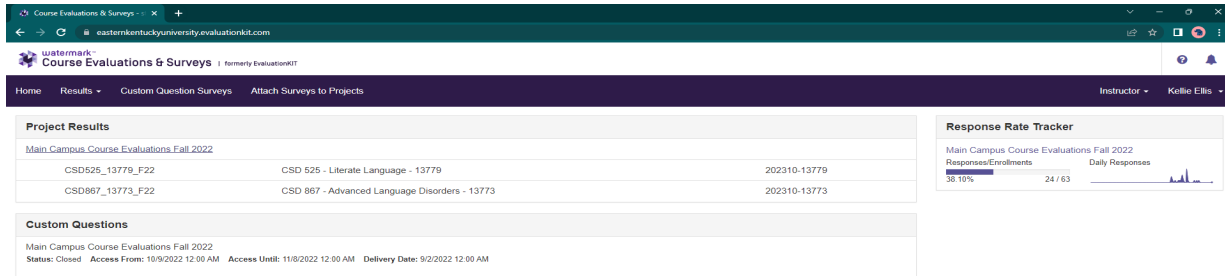 Course Evaluations & Surveys - s
easternkentuckyuniversity.evaluationkit.com
watermark™
Course Evaluations & Surveys | formerly EvaluationKIT
Home Results Custom Question Surveys Attach Surveys to Projects Instructor Kellie Ellis
Project Results
Main Campus Course Evaluations Fall 2022
CSD525_13779_F22 CSD 525 - Literate Language - 13779 202310-13779
CSD867_13773_F22 CSD 867 - Advanced Language Disorders - 13773 202310-13773
Custom Questions
Main Campus Course Evaluations Fall 2022
Status: Closed Access From: 10/9/2022 12:00 AM Access Until: 11/8/2022 12:00 AM Delivery Date: 9/2/2022 12:00 AM
Response Rate Tracker
Main Campus Course Evaluations Fall 2022
Responses/Enrollments Daily Responses
38.10% 24 / 63